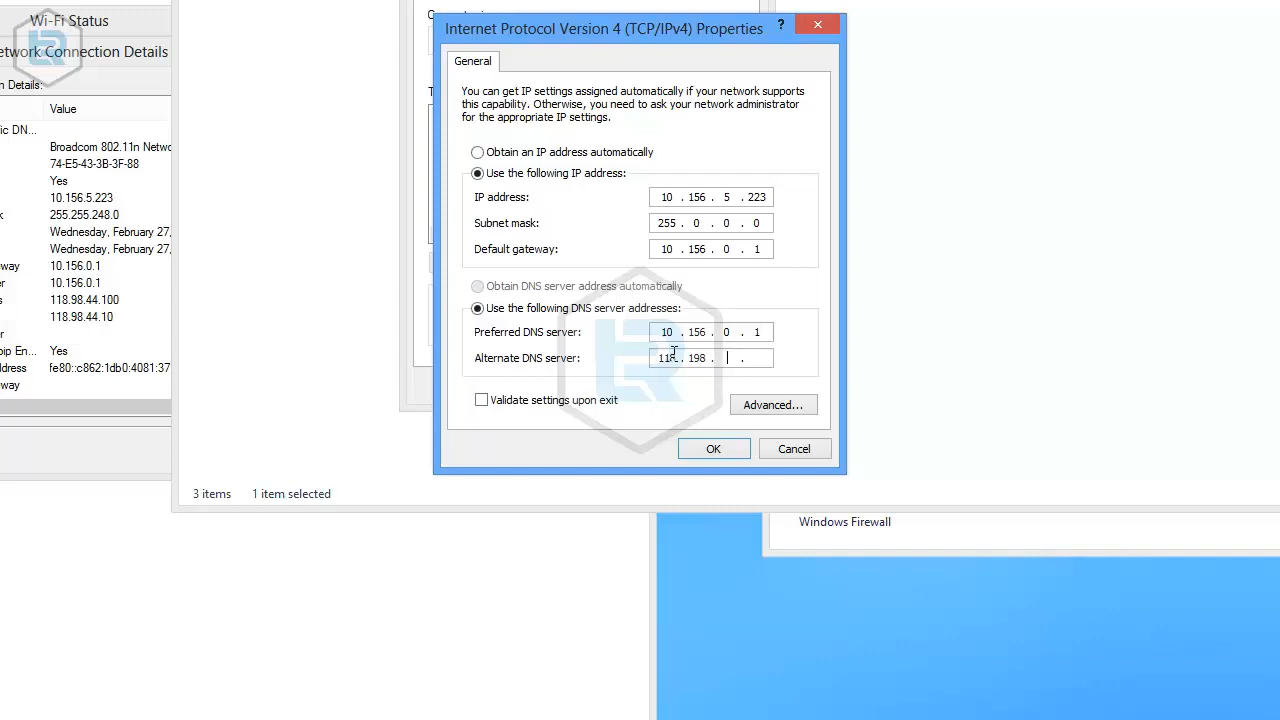 Wi-Fi Status
etwork Connection Details
n Details:
Value
ic DN...
Broadcom 802.11n Netwo
74-E5-43-3B-3F-88
Yes
10.156.5.223
k 255.255.248.0
Wednesday, February 27,
Wednesday, February 27,
way 10.156.0.1
er 10.156.0.1
s 118.98.44.100
118.98.44.10
er
oip En... Yes
Address fe80::c862:1db0:4081:37
eway
Internet Protocol Version 4 (TCP/IPv4) Properties
General
You can get IP settings assigned automatically if your network supports
this capability. Otherwise, you need to ask your network administrator
for the appropriate IP settings.
Obtain an IP address automatically
Use the following IP address:
IP address: 10 . 156 . 5 . 223
Subnet mask: 255 . 0 . 0 . 0
Default gateway: 10 . 156 . 0 . 1
Obtain DNS server address automatically
Use the following DNS server addresses:
Preferred DNS server: 10 . 156 . 0 . 1
Alternate DNS server: 118 . 198 . .
Validate settings upon exit
Advanced...
OK Cancel
3 items 1 item selected
Windows Firewall